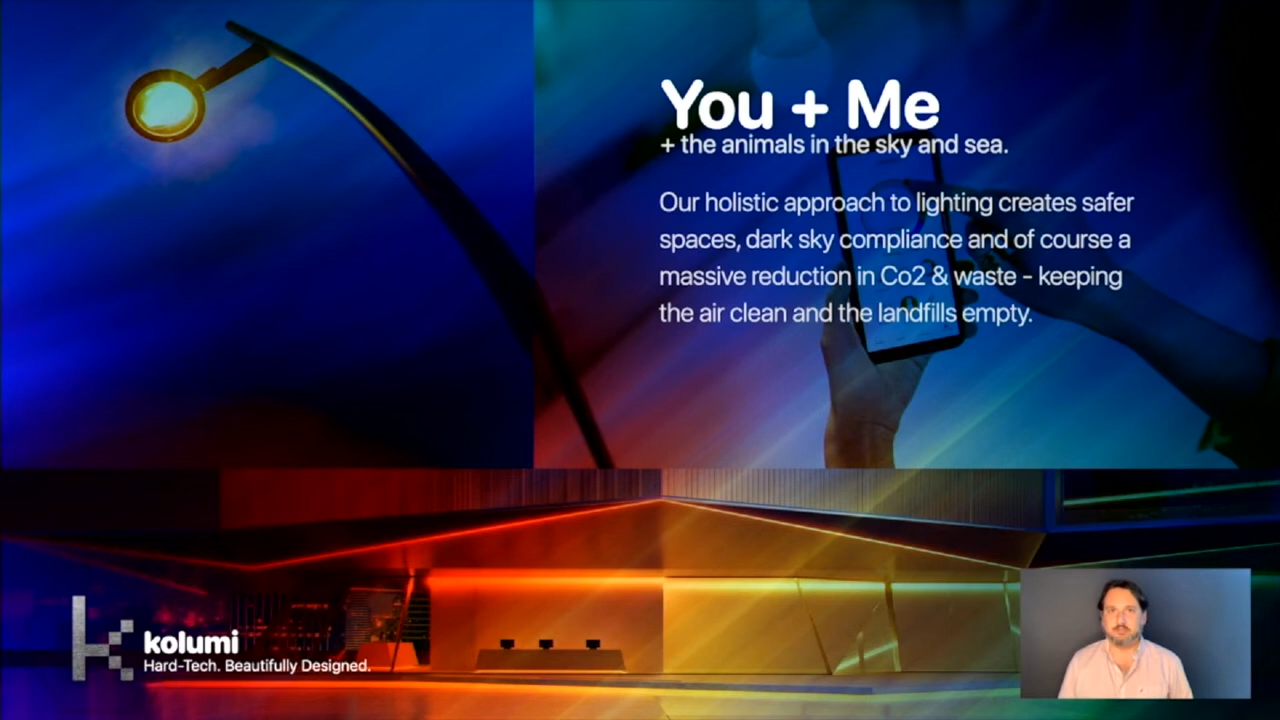 You + Me
+ the animals in the sky and sea.
Our holistic approach to lighting creates safer
spaces, dark sky compliance and of course a
massive reduction in Co2 & waste - keeping
the air clean and the landfills empty.
kolumi
Hard-Tech. Beautifully Designed.